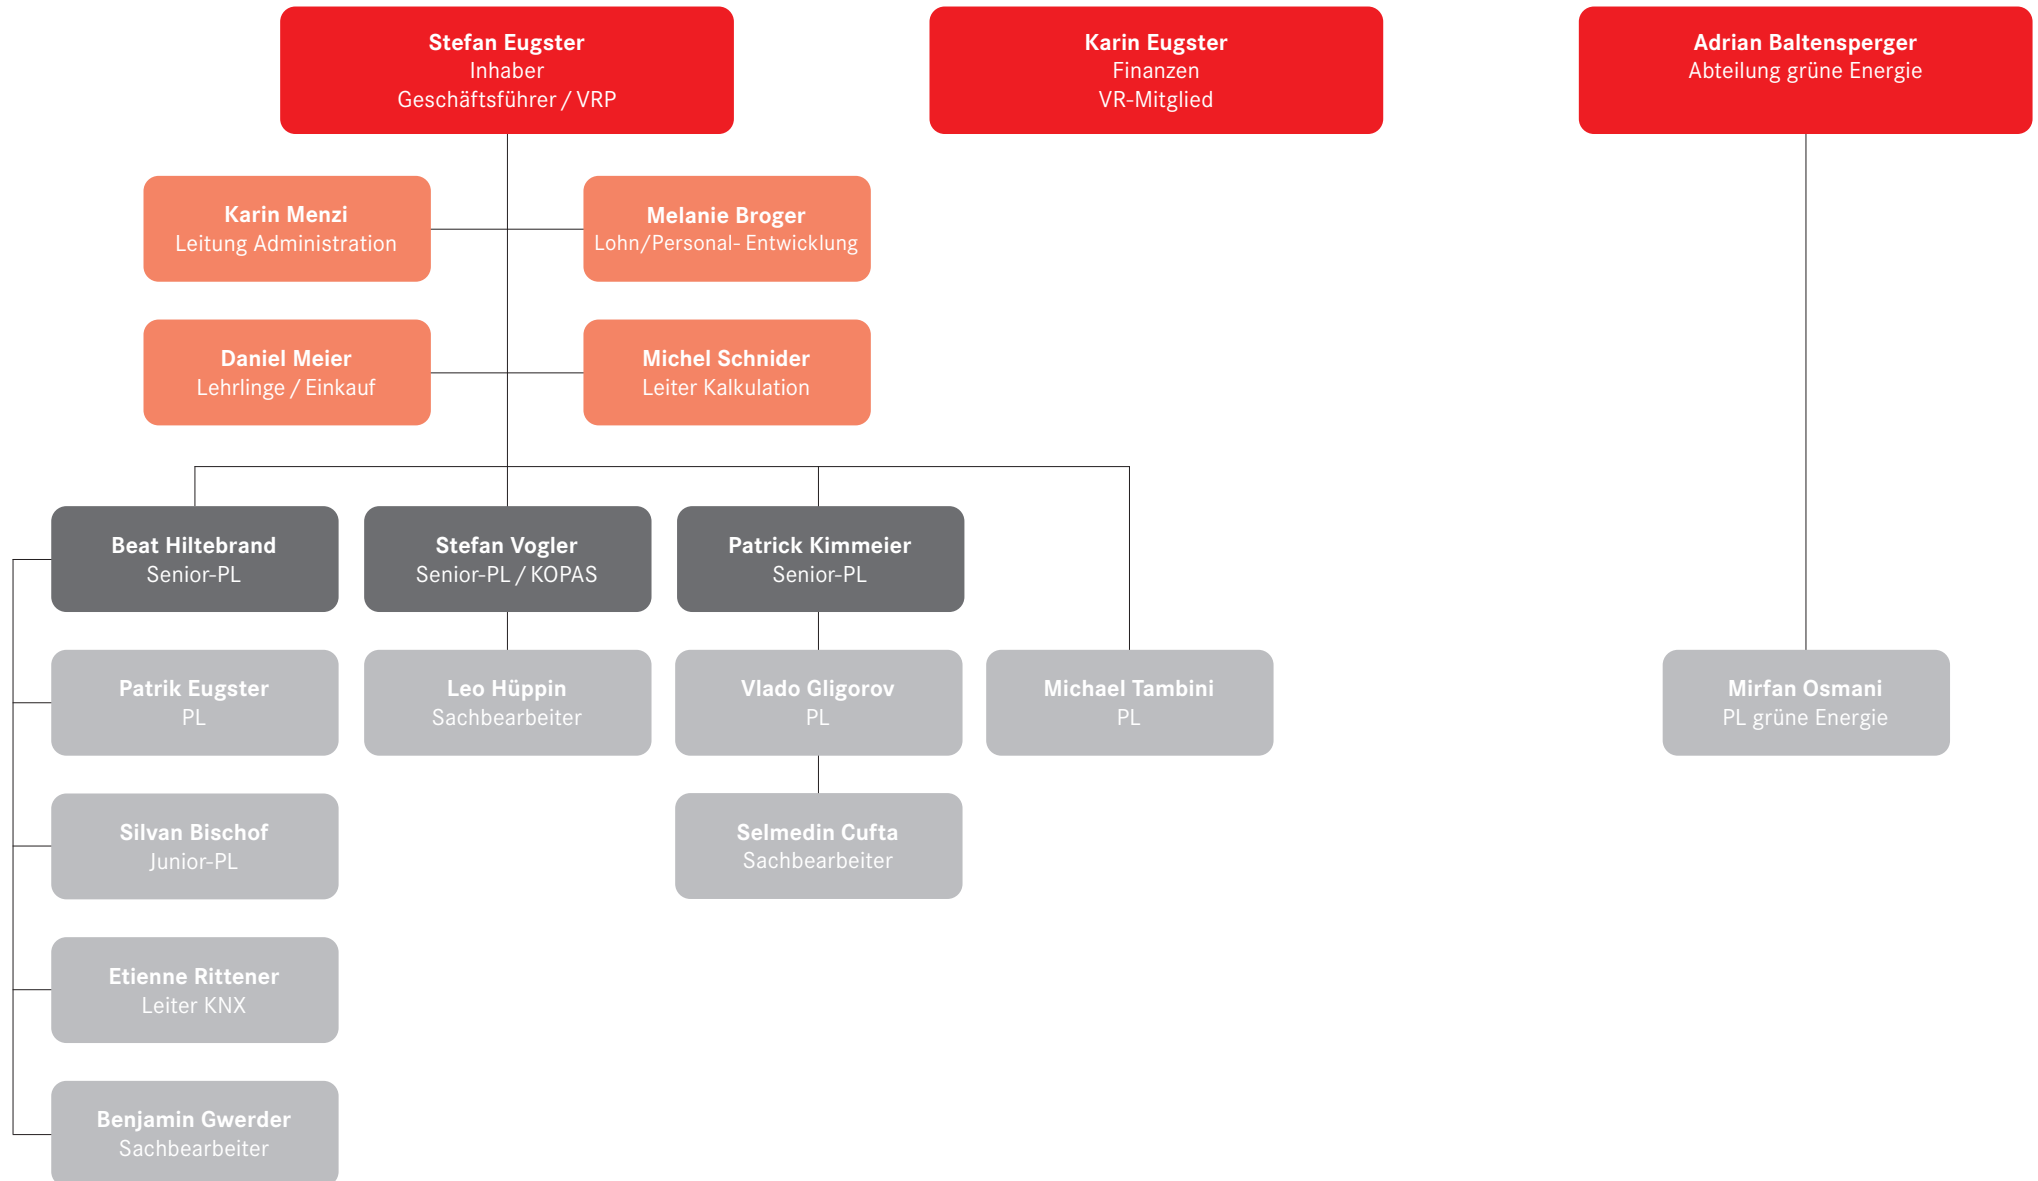 Stefan Eugster
Inhaber
Geschäftsführer / VRP
Karin Eugster
Finanzen
VR-Mitglied
Adrian Baltensperger
Abteilung grüne Energie
Karin Menzi
Leitung Administration
Melanie Broger
Lohn/Personal- Entwicklung
Daniel Meier
Lehrlinge / Einkauf
Michel Schnider
Leiter Kalkulation
Beat Hiltebrand
Senior-PL
Stefan Vogler
Senior-PL / KOPAS
Patrick Kimmeier
Senior-PL
Patrik Eugster
PL
Leo Hüppin
Sachbearbeiter
Vlado Gligorov
PL
Michael Tambini
PL
Mirfan Osmani
PL grüne Energie
Silvan Bischof
Junior-PL
Selmedin Cufta
Sachbearbeiter
Etienne Rittener
Leiter KNX
Benjamin Gwerder
Sachbearbeiter